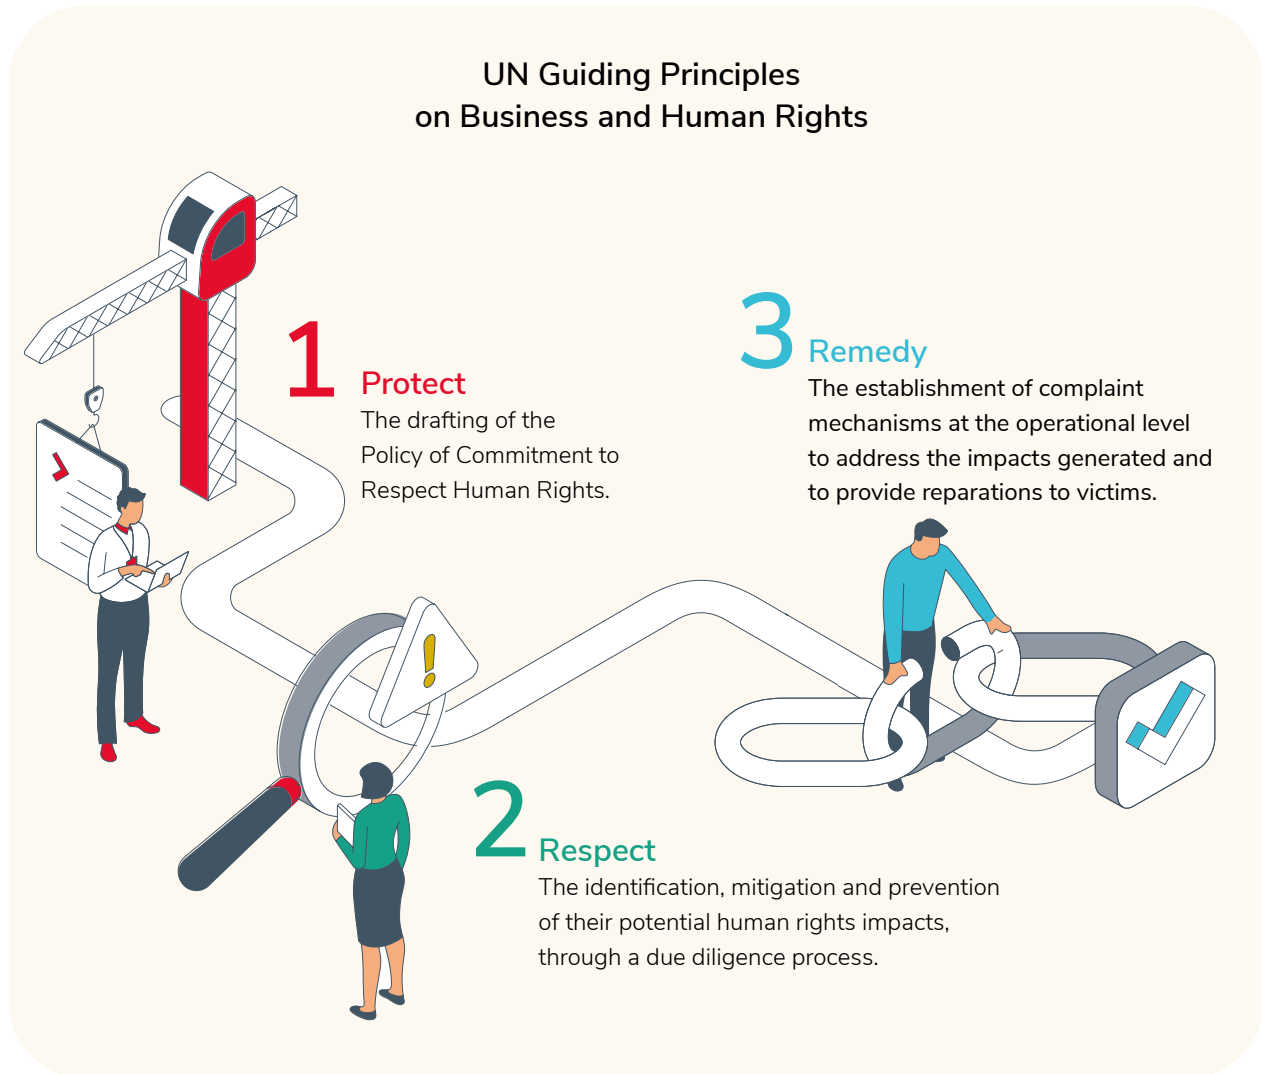 UN Guiding Principles
on Business and Human Rights
1
Protect
The drafting of the
Policy of Commitment to
Respect Human Rights.
3
Remedy
The establishment of complaint
mechanisms at the operational level
to address the impacts generated and
to provide reparations to victims.
2
Respect
The identification, mitigation and prevention
of their potential human rights impacts,
through a due diligence process.